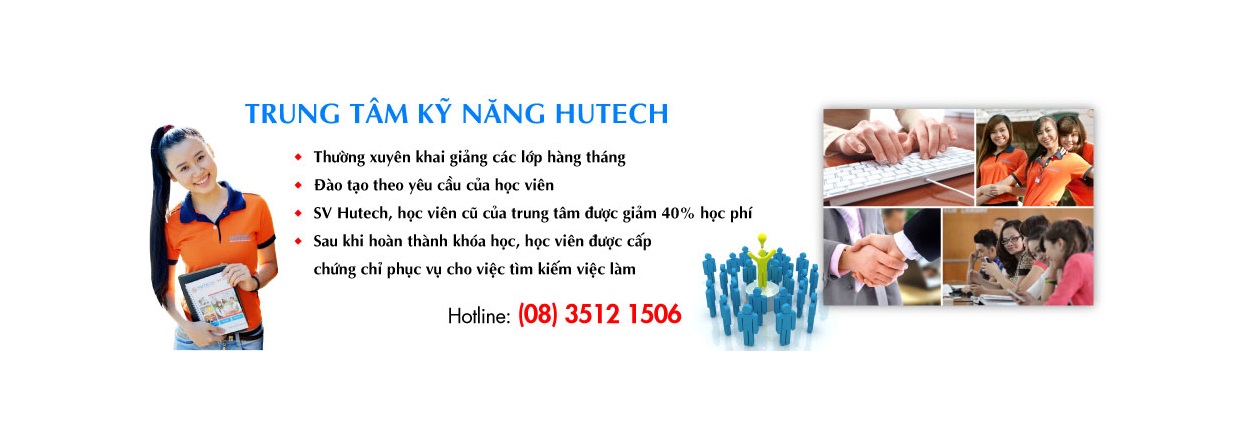 TRUNG TÂM KỸ NĂNG HUTECH
Thường xuyên khai giảng các lớp hàng tháng
Đào tạo theo yêu cầu của học viên
SV Hutech, học viên cũ của trung tâm được giảm 40% học phí
Sau khi hoàn thành khóa học, học viên được cấp
chứng chỉ phục vụ cho việc tìm kiếm việc làm
Hotline: (08) 3512 1506